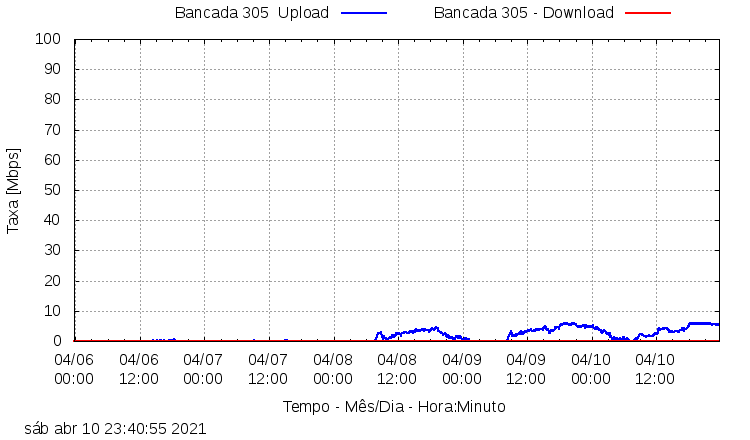 Bancada 305  Upload
Bancada 305 - Download
100
90
80
70
60
50
40
30
20
10
0
Taxa [Mbps]
04/06 04/06 04/07 04/07 04/08 04/08 04/09 04/09 04/10 04/10
00:00 12:00 00:00 12:00 00:00 12:00 00:00 12:00 00:00 12:00
Tempo - Mês/Dia - Hora:Minuto
sáb abr 10 23:40:55 2021